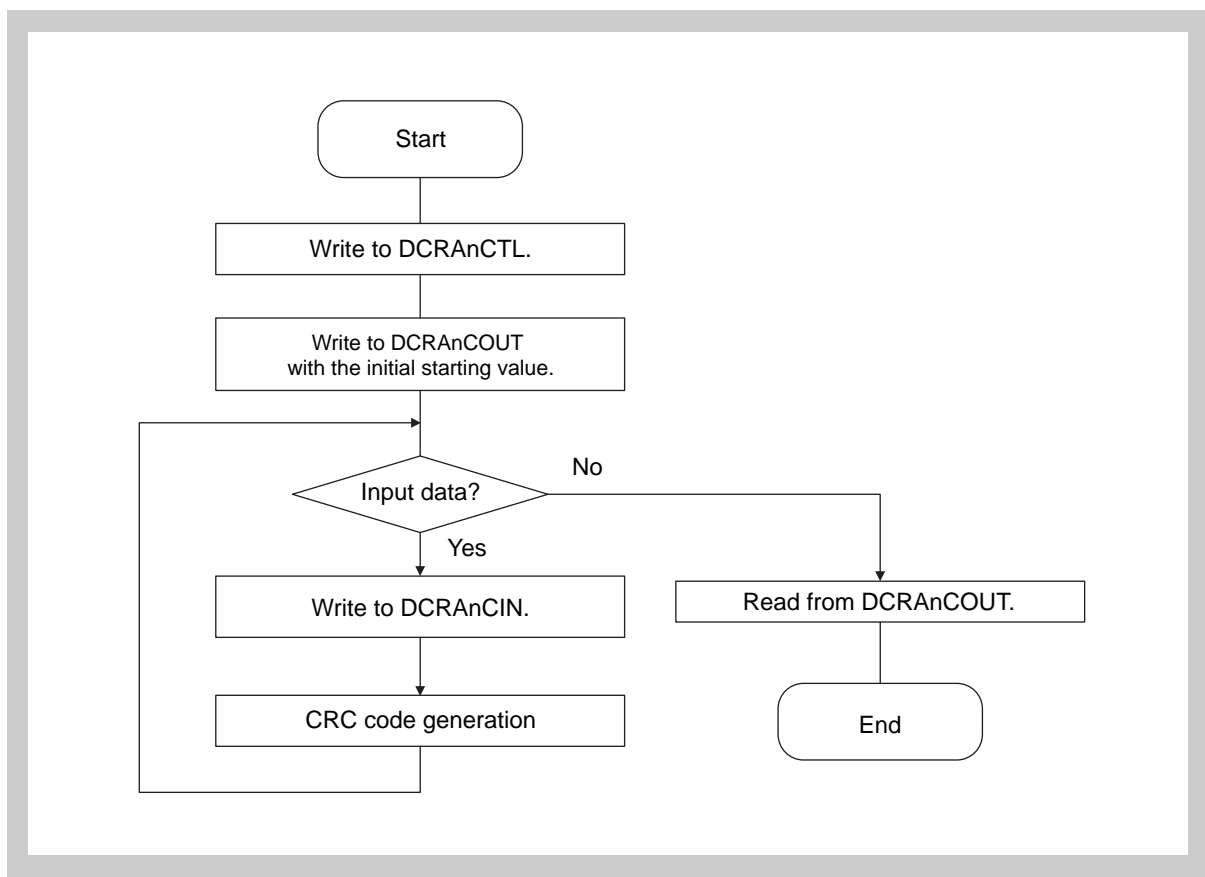 Start
Write to DCRAnCTL.
Write to DCRAnCOUT
with the initial starting value.
Input data?
No
Yes
Write to DCRAnCIN.
CRC code generation
Read from DCRAnCOUT.
End